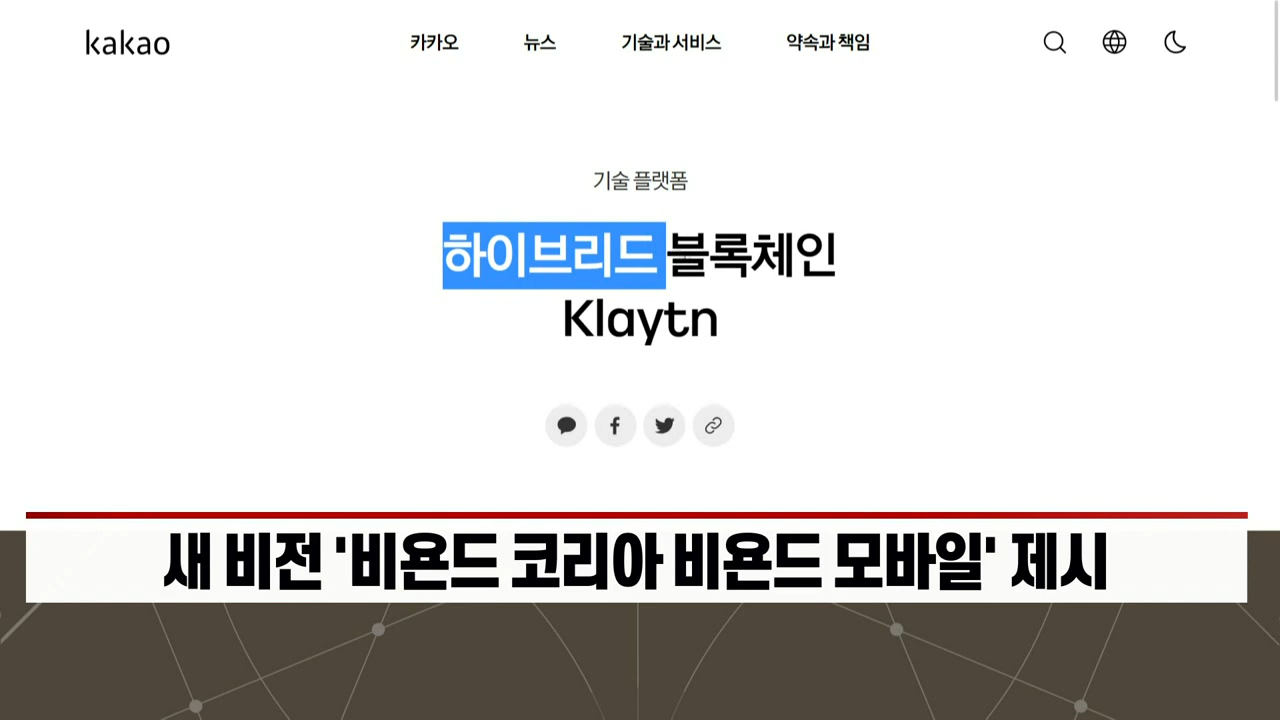 kakao 카카오 뉴스 기술과 서비스 약속과 책임
기술 플랫폼
하이브리드 블록체인
Klaytn
새 비전 '비욘드 코리아 비욘드 모바일' 제시